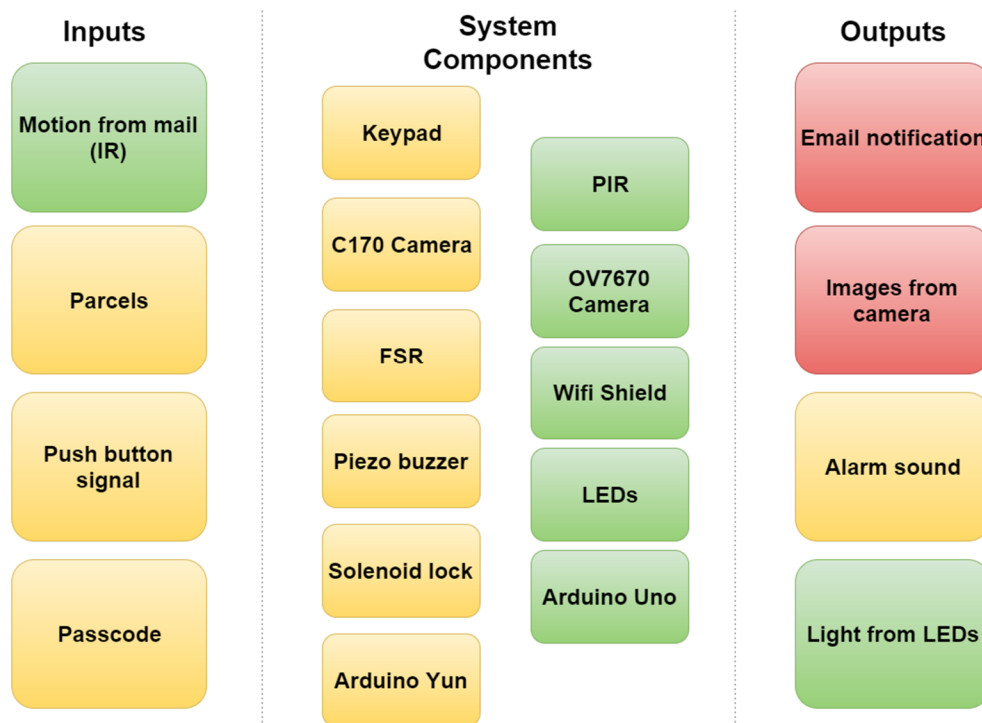 Inputs
Motion from mail
(IR)
Parcels
Push button
signal
Passcode
System
Components
Keypad
C170 Camera
FSR
Piezo buzzer
Solenoid lock
Arduino Yun
PIR
OV7670
Camera
Wifi Shield
LEDs
Arduino Uno
Outputs
Email notification
Images from
camera
Alarm sound
Light from LEDs